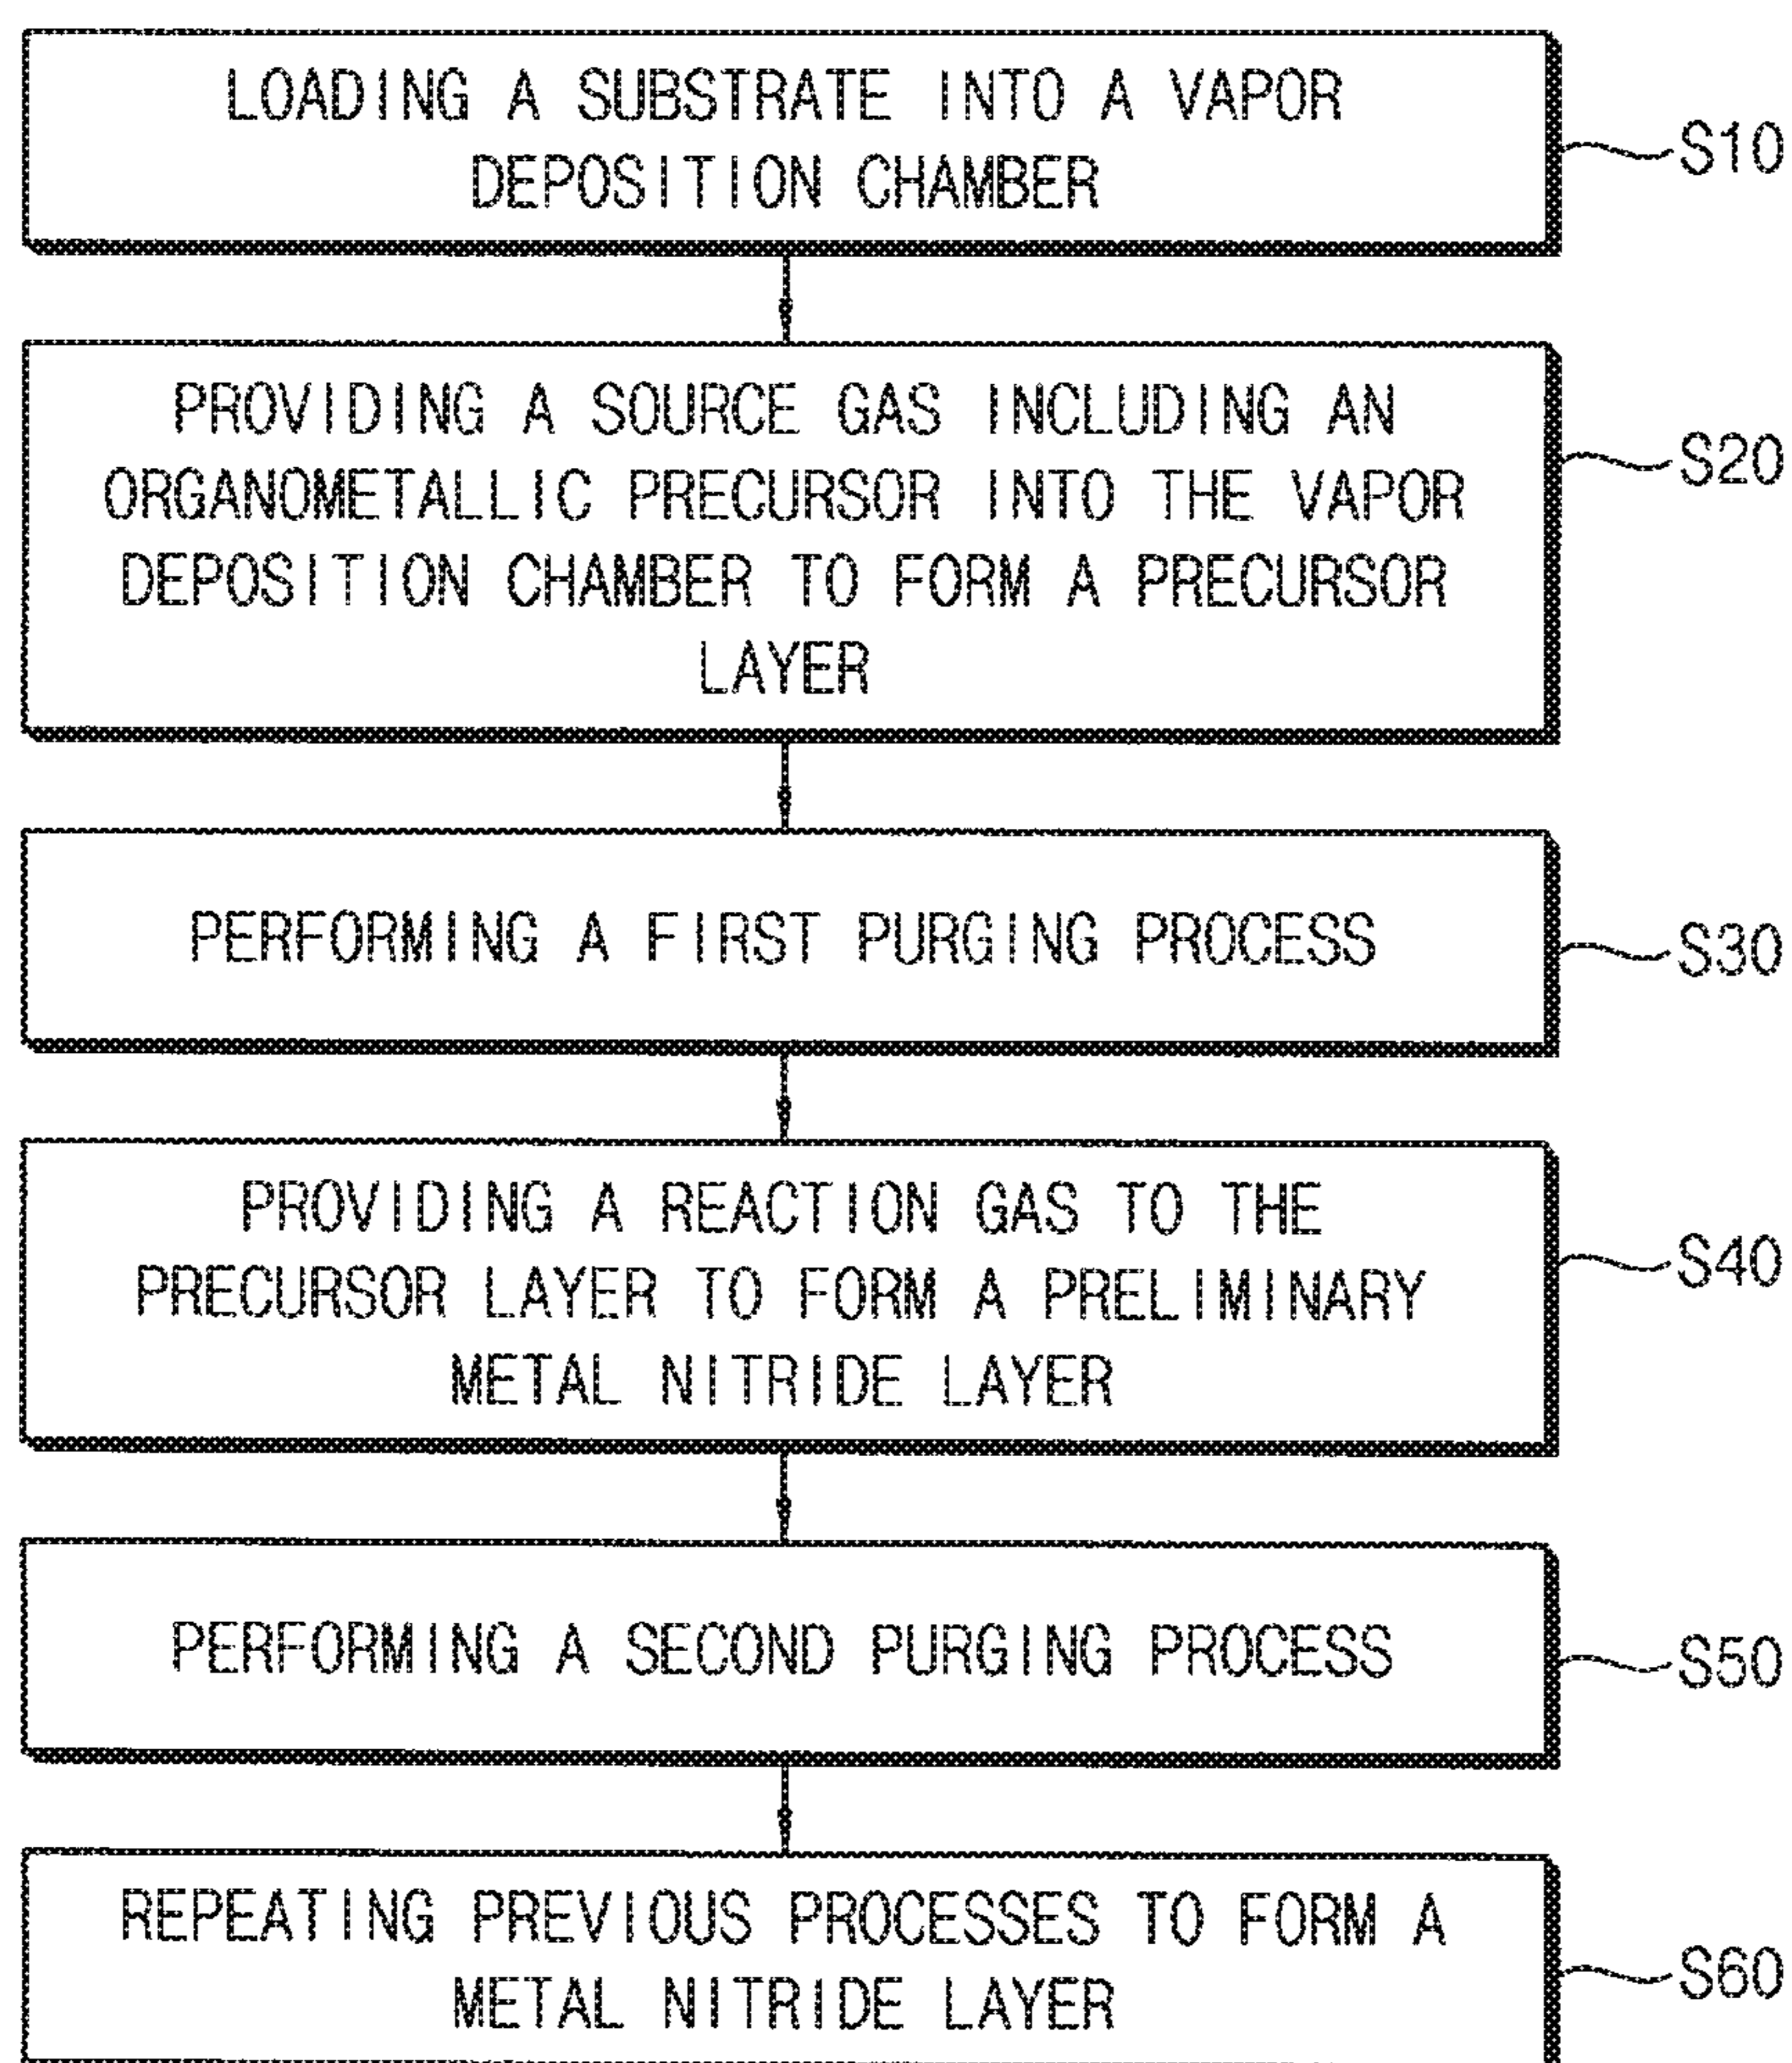 LOADING A SUBSTRATE INTO A VAPOR
DEPOSITION CHAMBER
S10
PROVIDING A SOURCE GAS INCLUDING AN
ORGANOMETALLIC PRECURSOR INTO THE VAPOR
DEPOSITION CHAMBER TO FORM A PRECURSOR
LAYER
S20
PERFORMING A FIRST PURGING PROCESS
S30
PROVIDING A REACTION GAS TO THE
PRECURSOR LAYER TO FORM A PRELIMINARY
METAL NITRIDE LAYER
S40
PERFORMING A SECOND PURGING PROCESS
S50
REPEATING PREVIOUS PROCESSES TO FORM A
METAL NITRIDE LAYER
S60